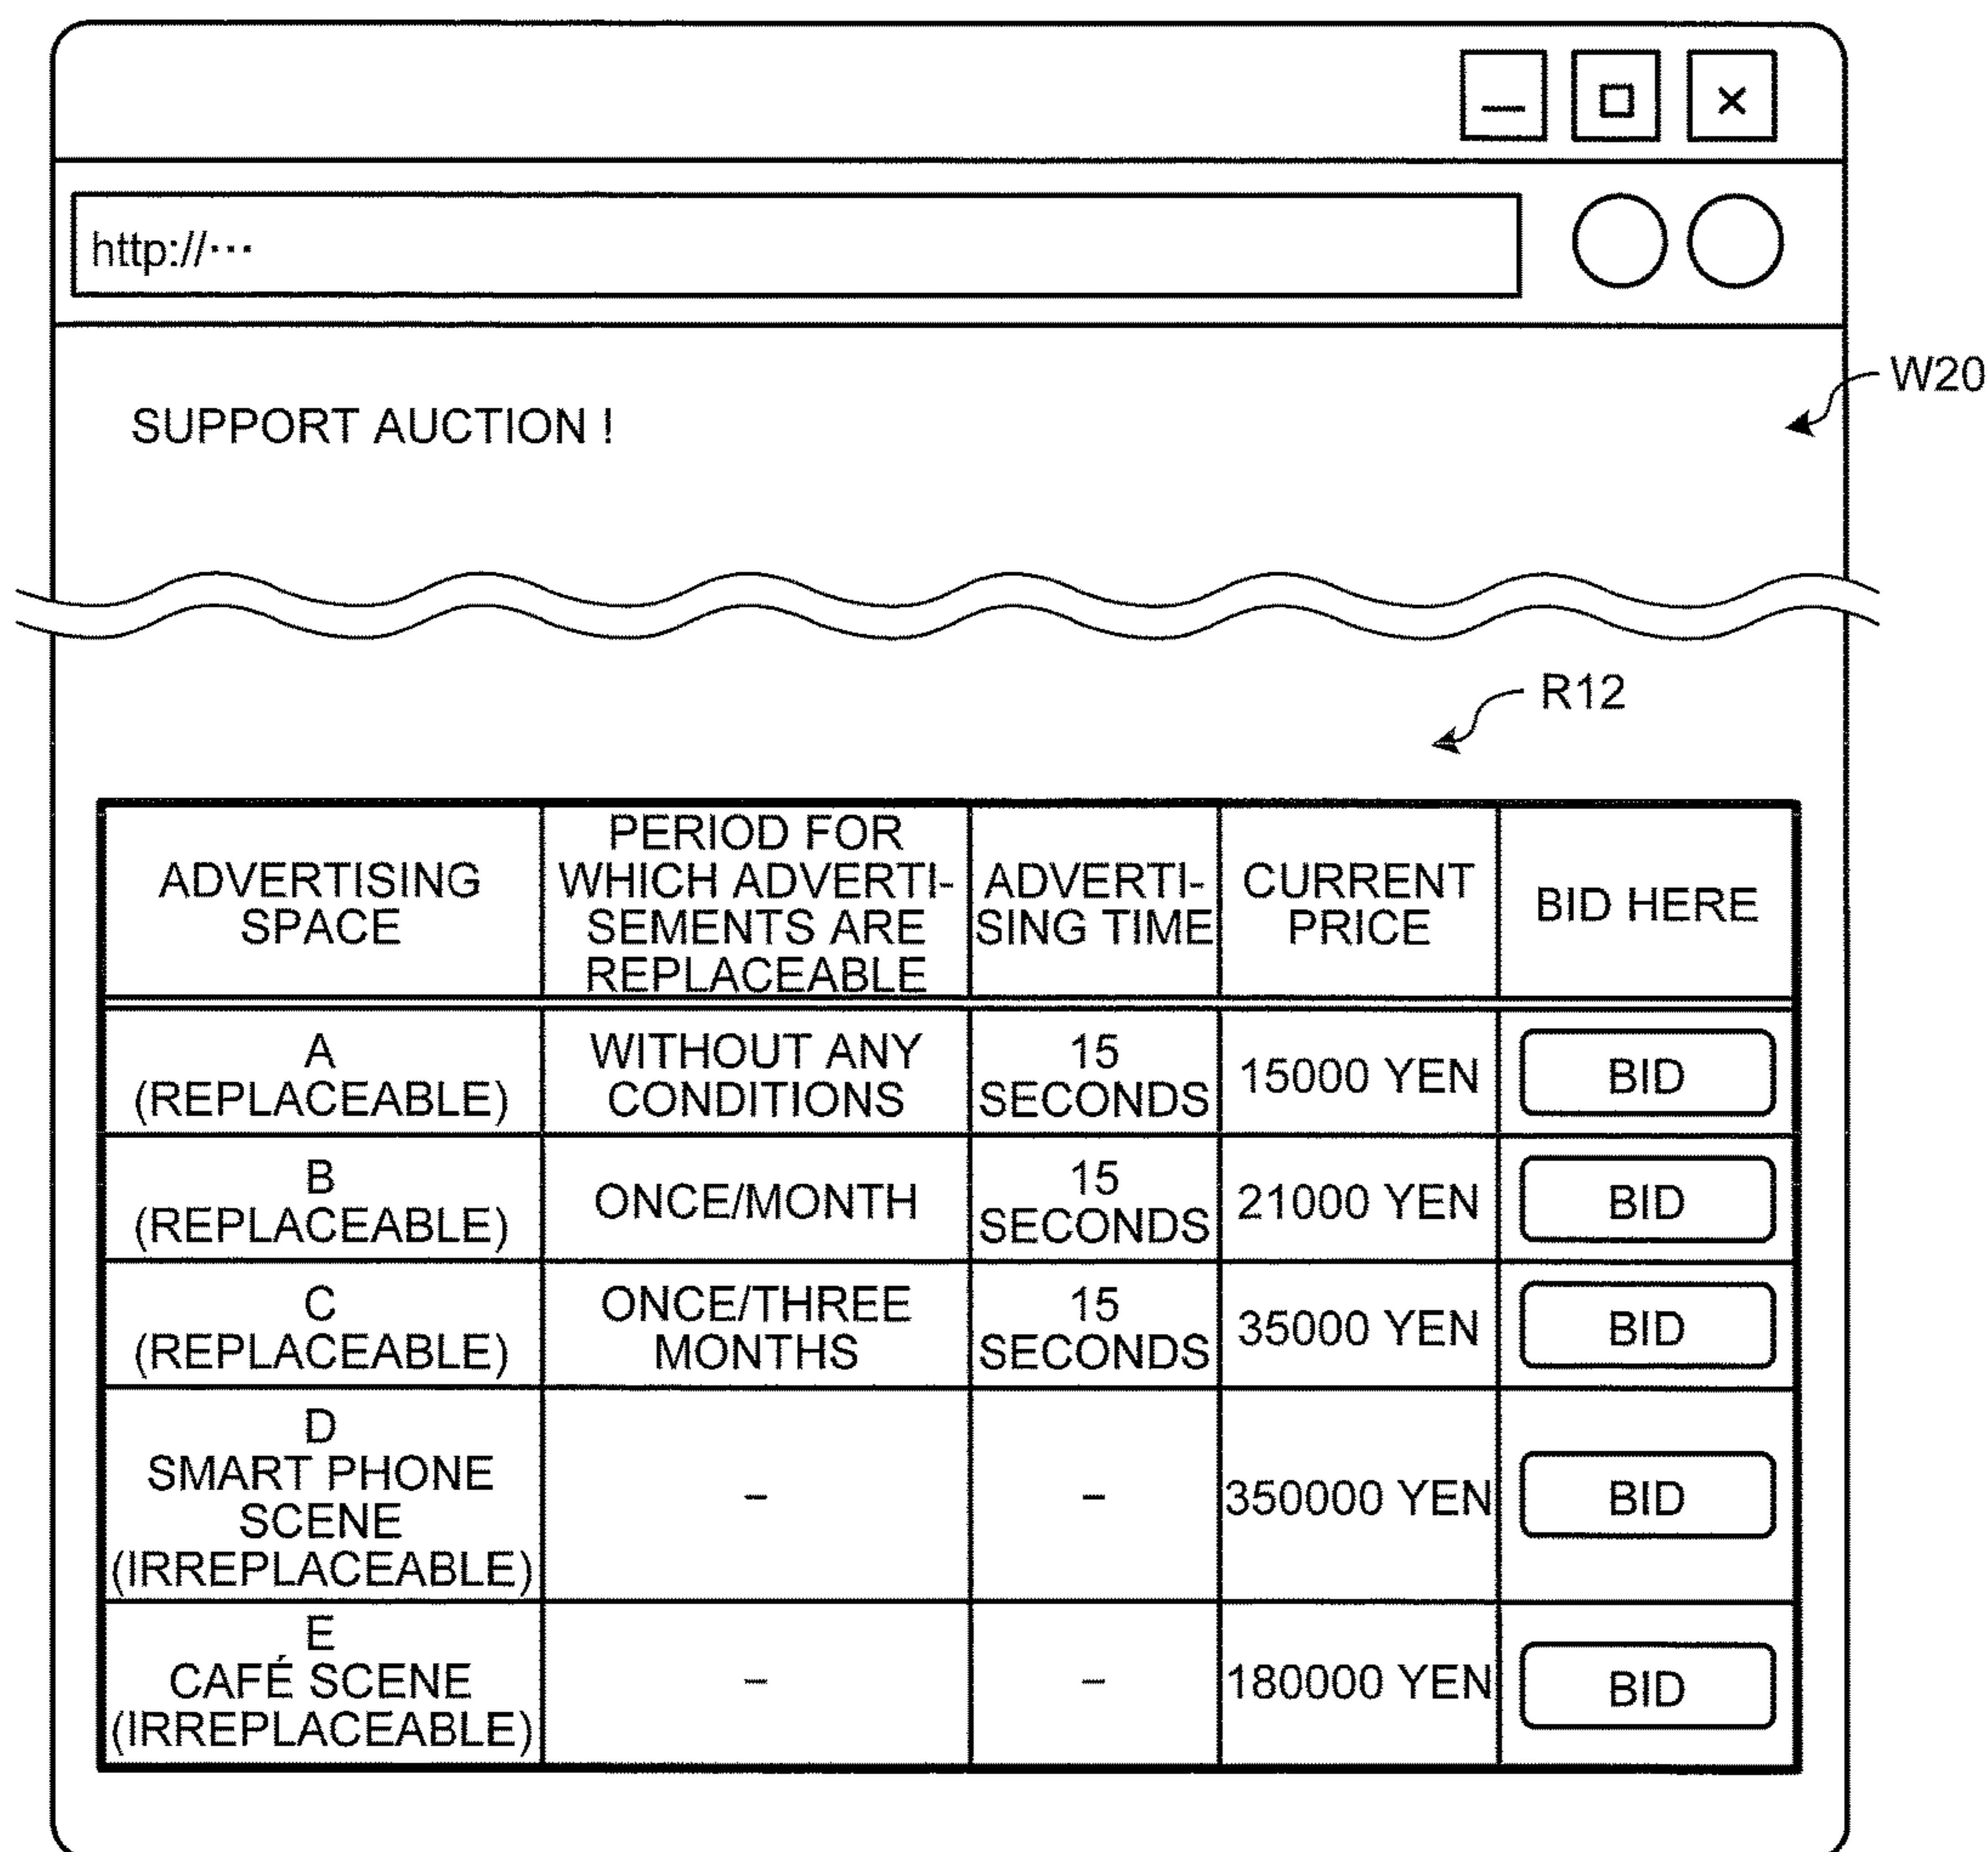 http://···
W20
SUPPORT AUCTION !
R12
ADVERTISING
SPACE
PERIOD FOR
WHICH ADVERTI-
SEMENTS ARE
REPLACEABLE
ADVERTI-
SING TIME
CURRENT
PRICE
BID HERE
A
(REPLACEABLE)
WITHOUT ANY
CONDITIONS
15
SECONDS
15000 YEN
BID
B
(REPLACEABLE)
ONCE/MONTH
15
SECONDS
21000 YEN
BID
C
(REPLACEABLE)
ONCE/THREE
MONTHS
15
SECONDS
35000 YEN
BID
D
SMART PHONE
SCENE
(IRREPLACEABLE)
–
–
350000 YEN
BID
E
CAFÉ SCENE
(IRREPLACEABLE)
–
–
180000 YEN
BID